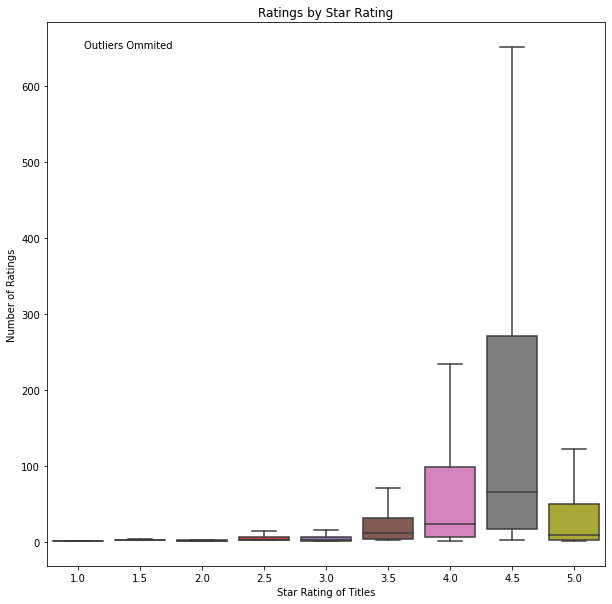 Ratings by Star Rating
Outliers Ommited
600
500
400
300
200
100
0
Number of Ratings
1.0 1.5 2.0 2.5 3.0 3.5 4.0 4.5 5.0
Star Rating of Titles